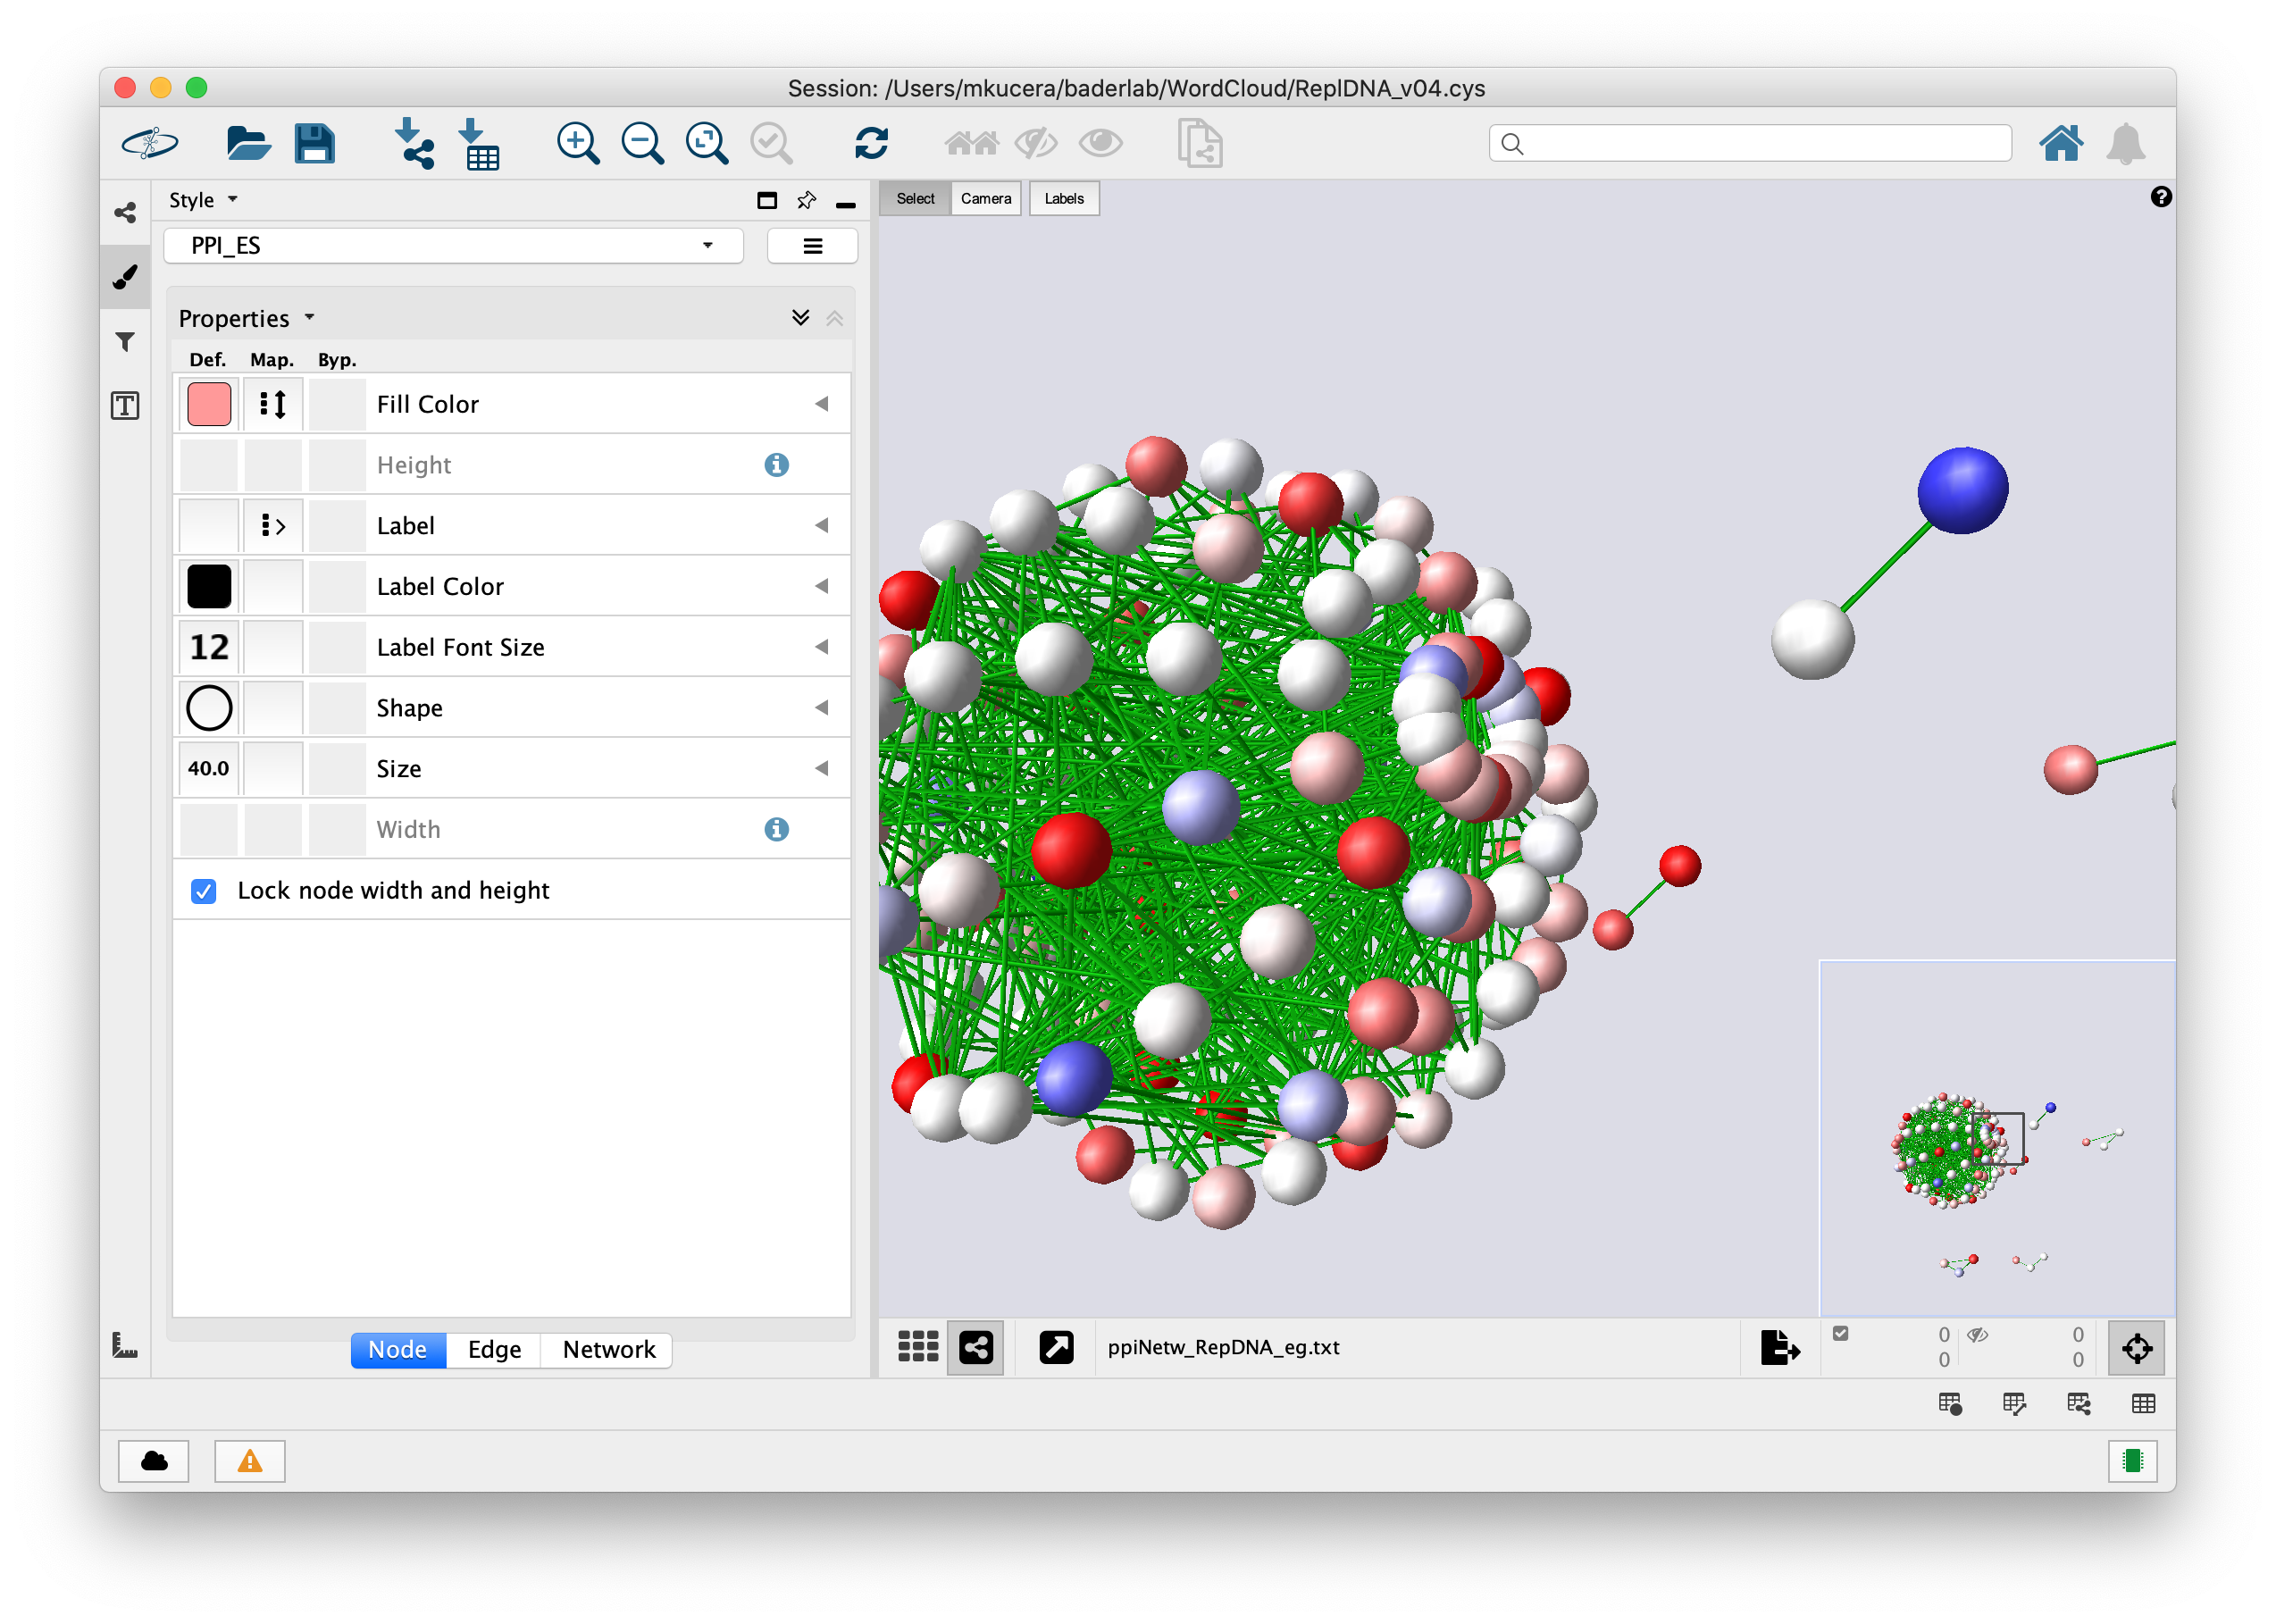 Session: /Users/mkucera/baderlab/WordCloud/ReplDNA_v04.cys
Style
Select Camera Labels
PPI_ES
Properties
Def. Map. Byp.
Fill Color
Height
Label
Label Color
12 Label Font Size
Shape
40.0 Size
Width
Lock node width and height
Node Edge Network
ppiNetw_RepDNA_eg.txt
0 0
0 0